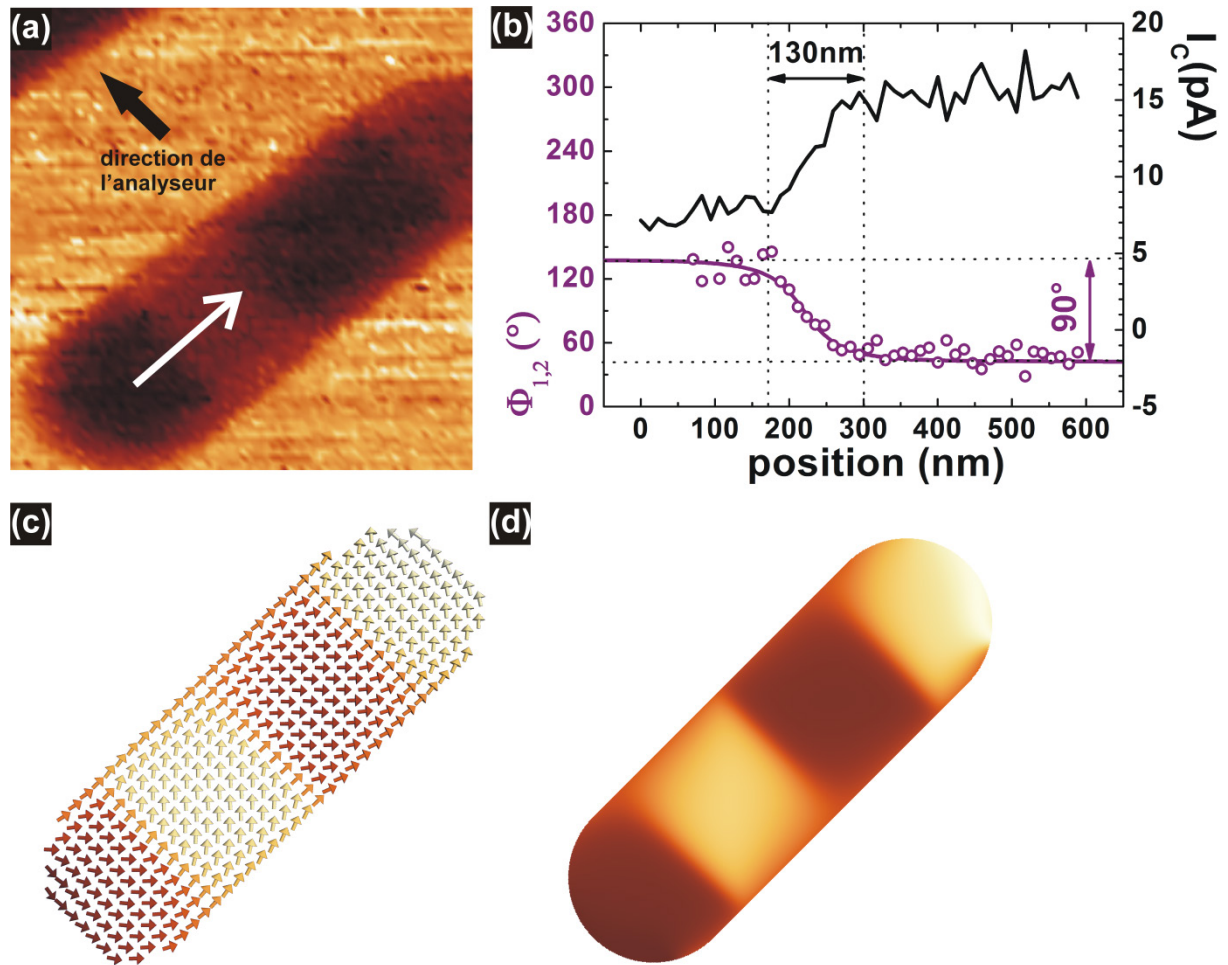 (a)
direction de
l'analyseur
(b)
360
300
240
180
120
60
0
Φ1,2 (°)
130nm
90°
20
15
10
5
0
-5
IC(pA)
0 100 200 300 400 500 600
position (nm)
(c)
(d)